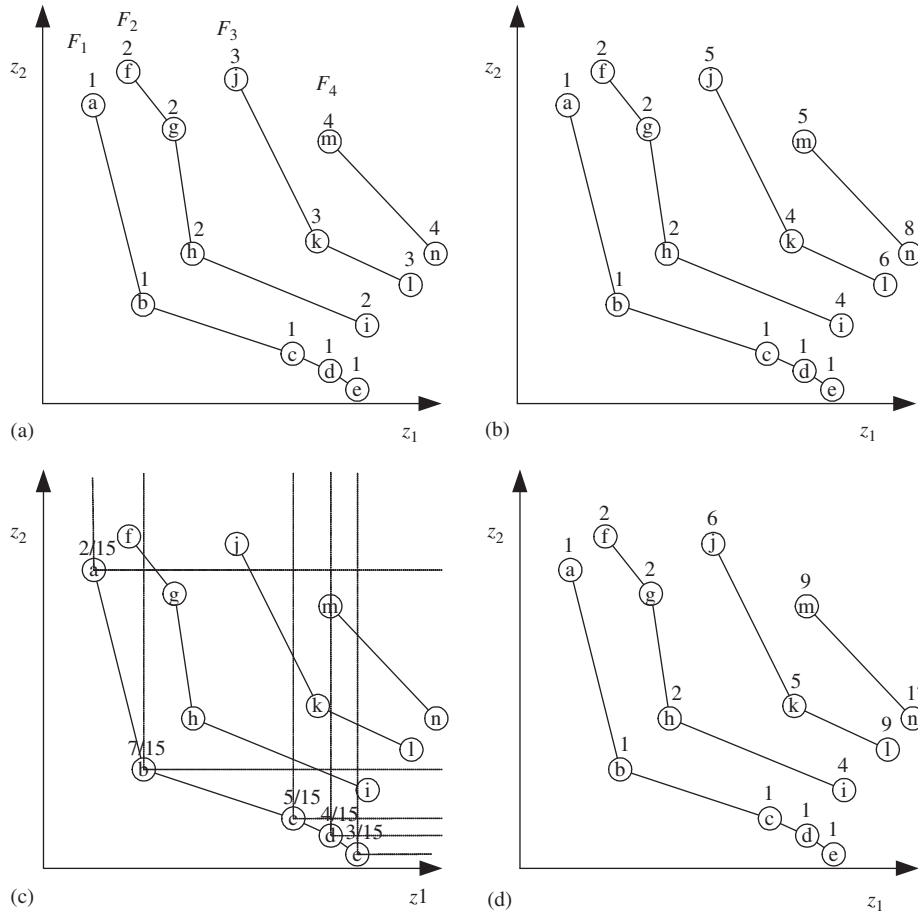 F1 F2 F3 F4
z2
1 2 3
a f j
2 4
g m
2 3 4
h k n
3
l
1 2
b i
1 1 1
c d e
(a)
z1
z2
1 2 5
a f j
2 5
g m
2 4 8
h k n
6
l
1 4
b i
1 1 1
c d e
(b)
z1
z2
f j
2/15
a g m
h k n
l
7/15
b i
5/15 4/15 3/15
c d e
(c)
z1
z2
1 2 6
a f j
2 9
g m
2 5
h k n
9
l
1 4
b i
1 1 1
c d e
(d)
z1